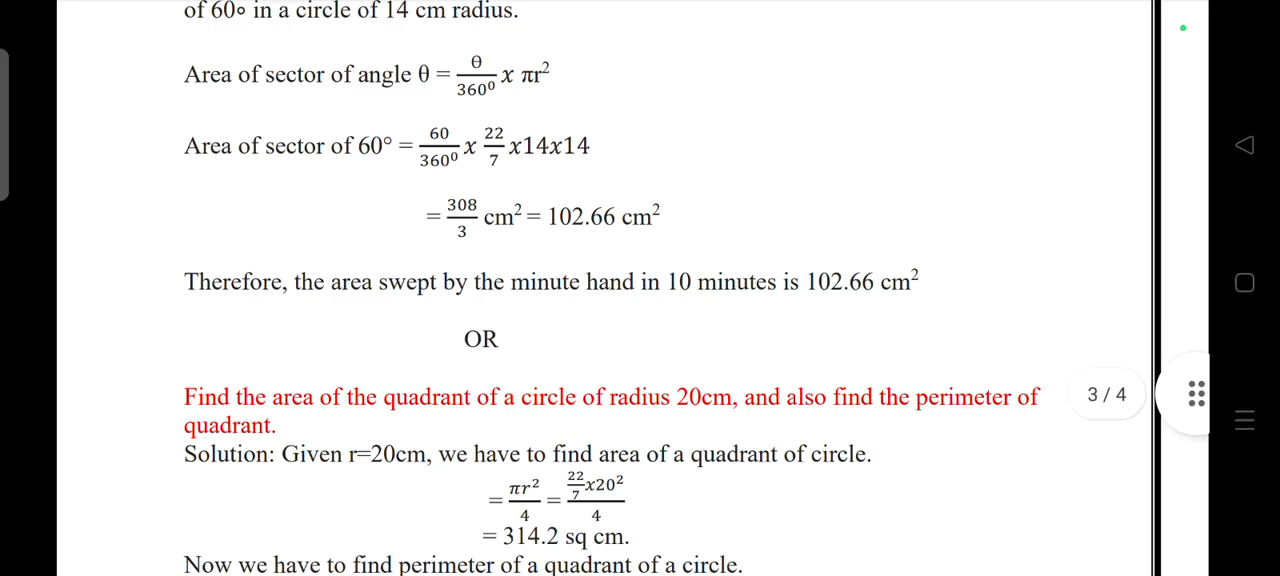 of 60∘ in a circle of 14 cm radius.
Area of sector of angle θ = θ/360⁰ x πr²
Area of sector of 60° = 60/360⁰ x 22/7 x14x14
= 308/3 cm² = 102.66 cm²
Therefore, the area swept by the minute hand in 10 minutes is 102.66 cm²
OR
Find the area of the quadrant of a circle of radius 20cm, and also find the perimeter of
quadrant.
3 / 4
Solution: Given r=20cm, we have to find area of a quadrant of circle.
= πr²/4 = 22/7 x20²/4
= 314.2 sq cm.
Now we have to find perimeter of a quadrant of a circle.